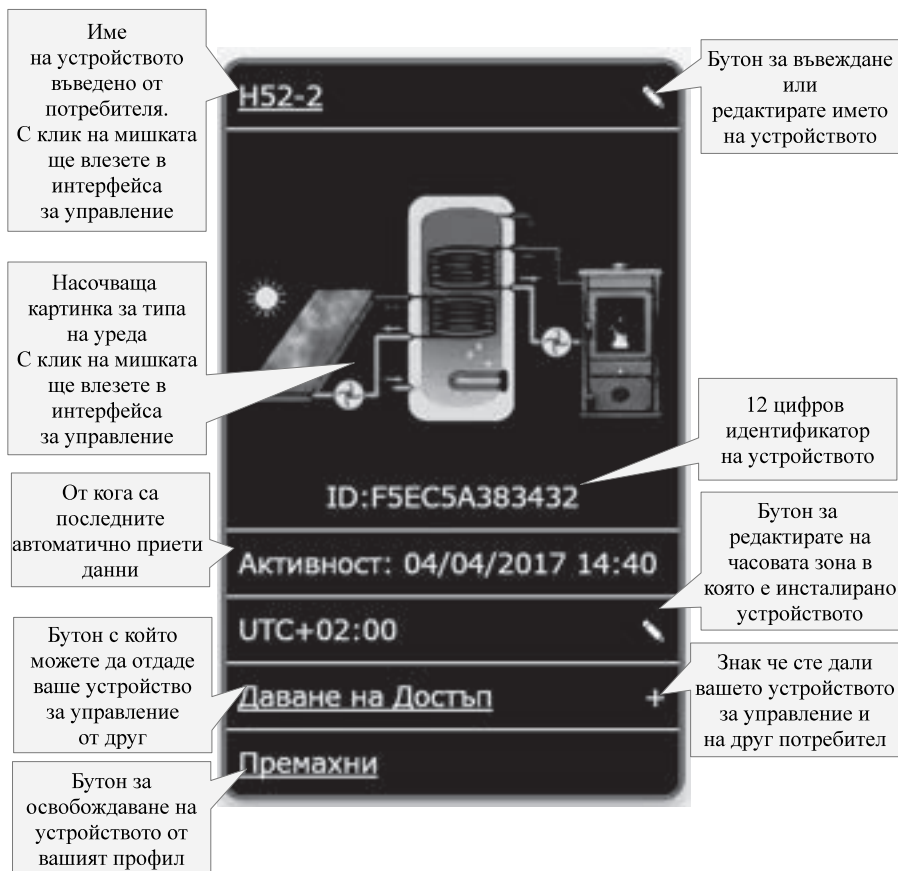 Име
на устройството
въведено от
потребителя.
С клик на мишката
ще влезете в
интерфейса
за управление
Бутон за въвеждане
или
редактирате името
на устройството
H52-2
Насочваща
картинка за типа
на уреда
С клик на мишката
ще влезете в
интерфейса
за управление
12 цифров
идентификатор
на устройството
ID:F5EC5A383432
От кога са
последните
автоматично приети
данни
Активност: 04/04/2017 14:40
Бутон за
редактирате на
часовата зона в
която е инсталирано
устройството
UTC+02:00
Бутон с който
можете да отдаде
ваше устройство
за управление
от друг
Даване на Достъп
+
Знак че сте дали
вашето устройството
за управление и
на друг потребител
Премахни
Бутон за
освобождаване на
устройството от
вашият профил